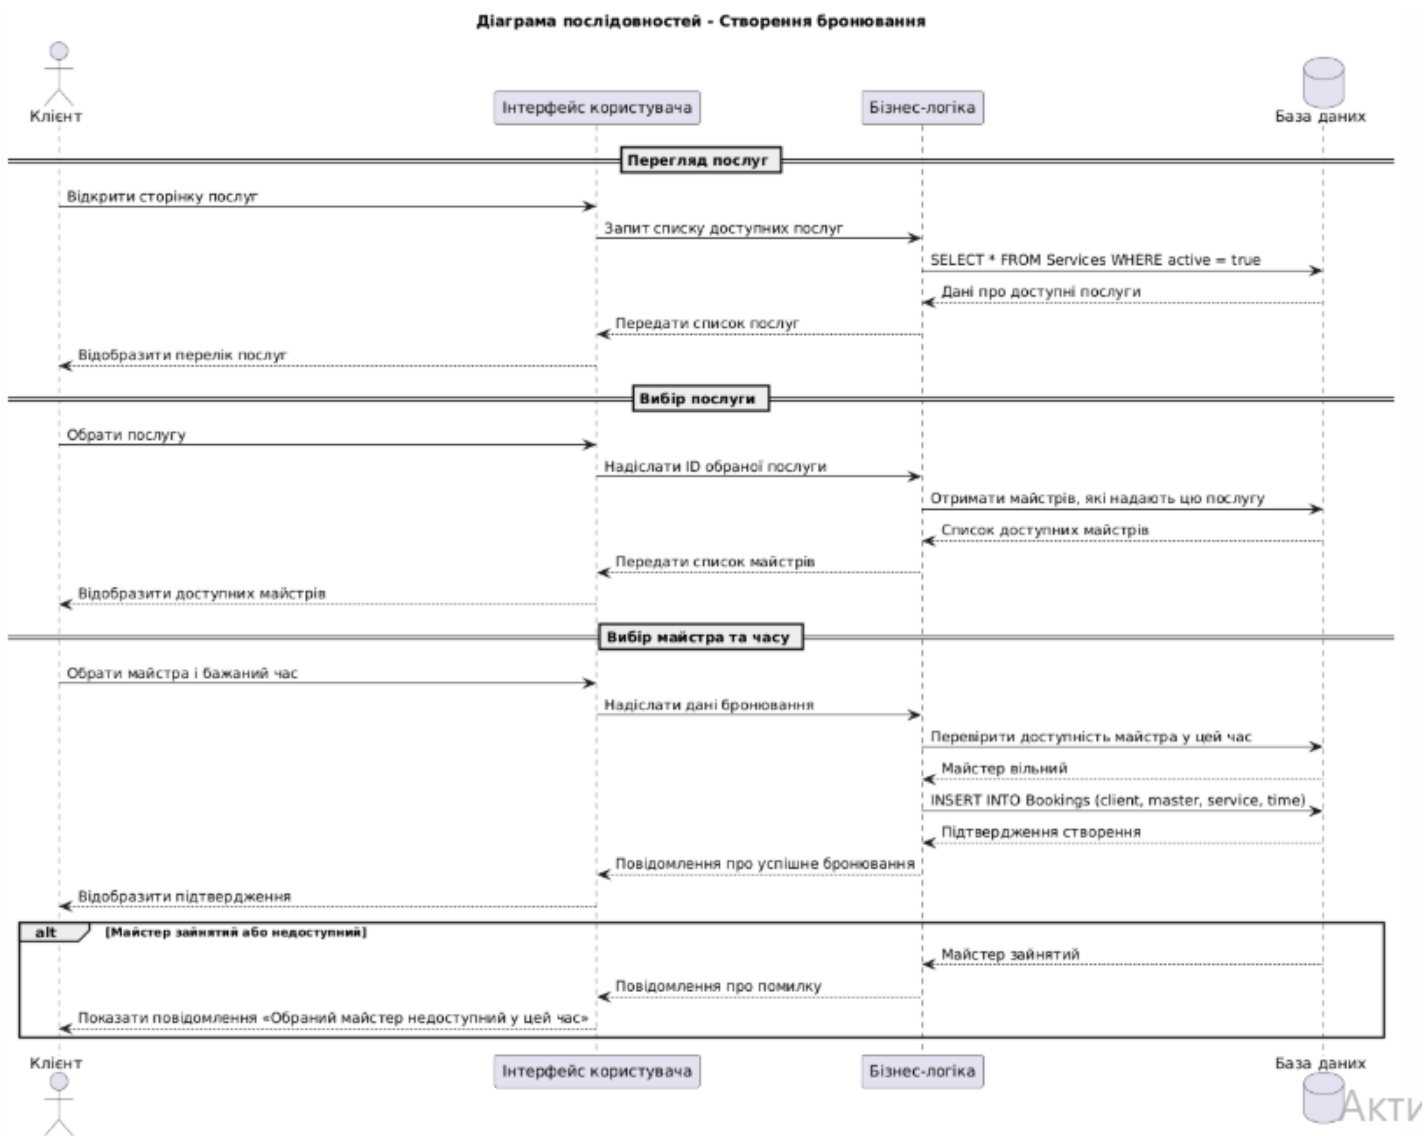 Діаграма послідовностей - Створення бронювання
Клієнт
Інтерфейс користувача
Бізнес-логіка
База даних
Перегляд послуг
Відкрити сторінку послуг
Запит списку доступних послуг
SELECT * FROM Services WHERE active = true
Дані про доступні послуги
Передати список послуг
Відобразити перелік послуг
Вибір послуги
Обрати послугу
Надіслати ID обраної послуги
Отримати майстрів, які надають цю послугу
Список доступних майстрів
Передати список майстрів
Відобразити доступних майстрів
Вибір майстра та часу
Обрати майстра і бажаний час
Надіслати дані бронювання
Перевірити доступність майстра у цей час
Майстер вільний
INSERT INTO Bookings (client, master, service, time)
Підтвердження створення
Повідомлення про успішне бронювання
Відобразити підтвердження
alt [Майстер зайнятий або недоступний]
Майстер зайнятий
Повідомлення про помилку
Показати повідомлення «Обраний майстер недоступний у цей час»
Клієнт
Інтерфейс користувача
Бізнес-логіка
База даних